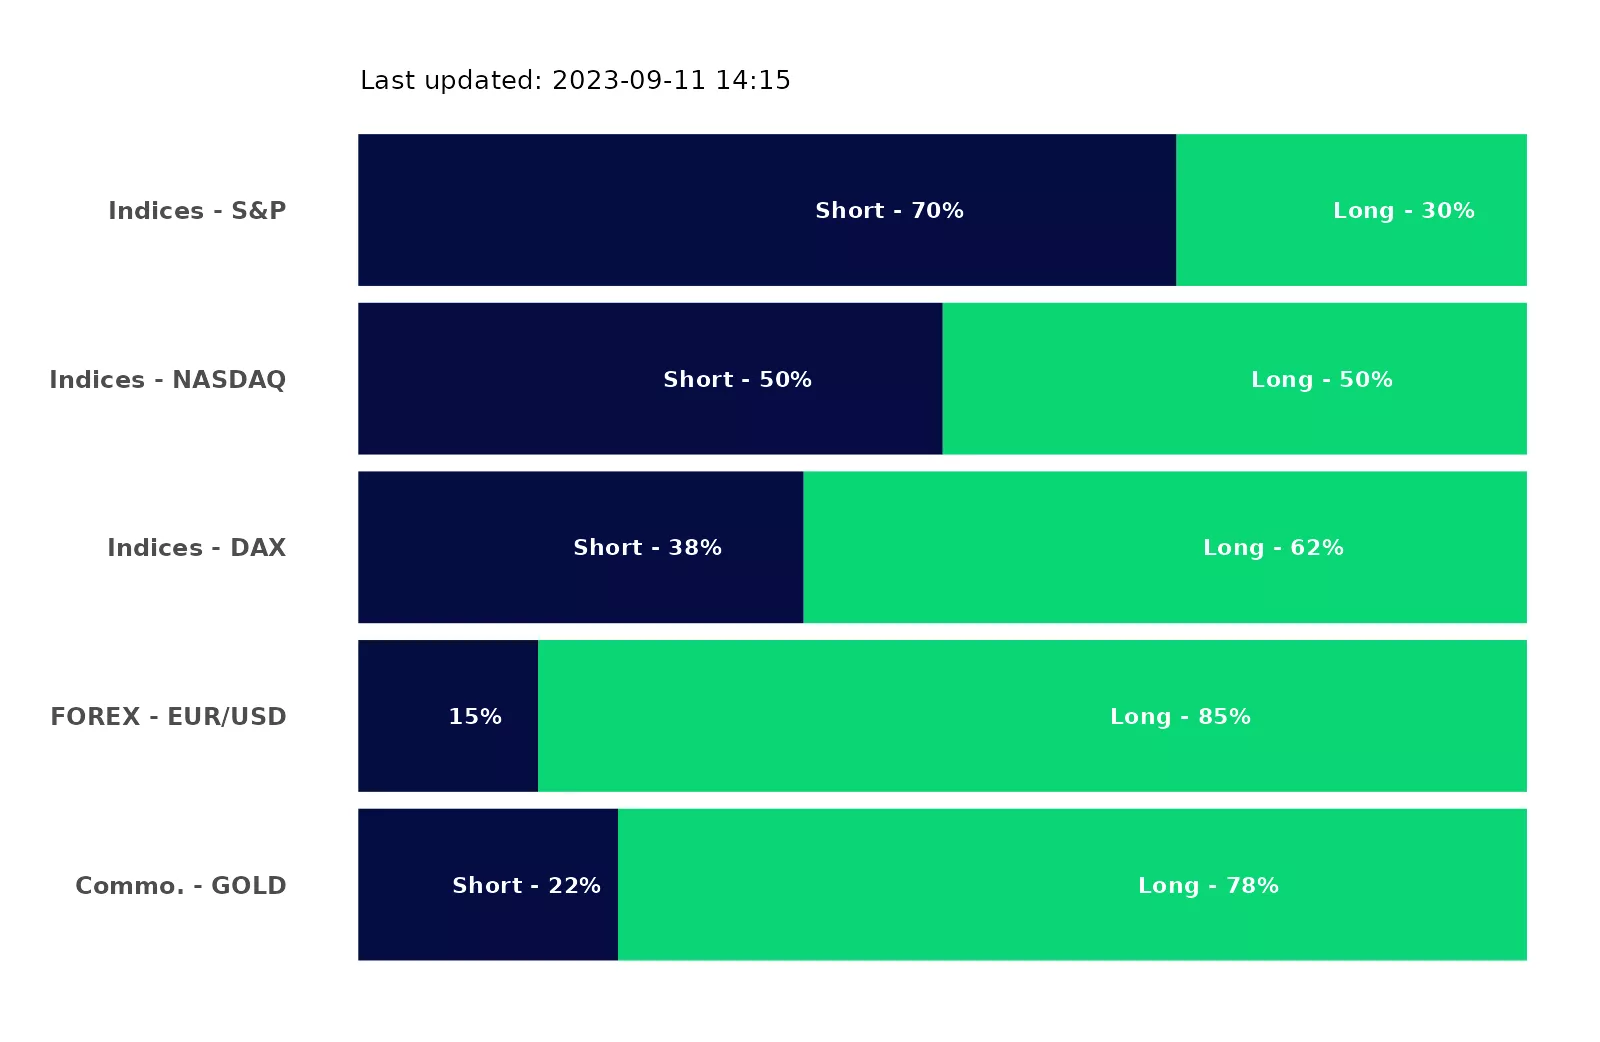 Last updated: 2023-09-11 14:15
Indices - S&P Short - 70% Long - 30%
Indices - NASDAQ Short - 50% Long - 50%
Indices - DAX Short - 38% Long - 62%
FOREX - EUR/USD 15% Long - 85%
Commo. - GOLD Short - 22% Long - 78%